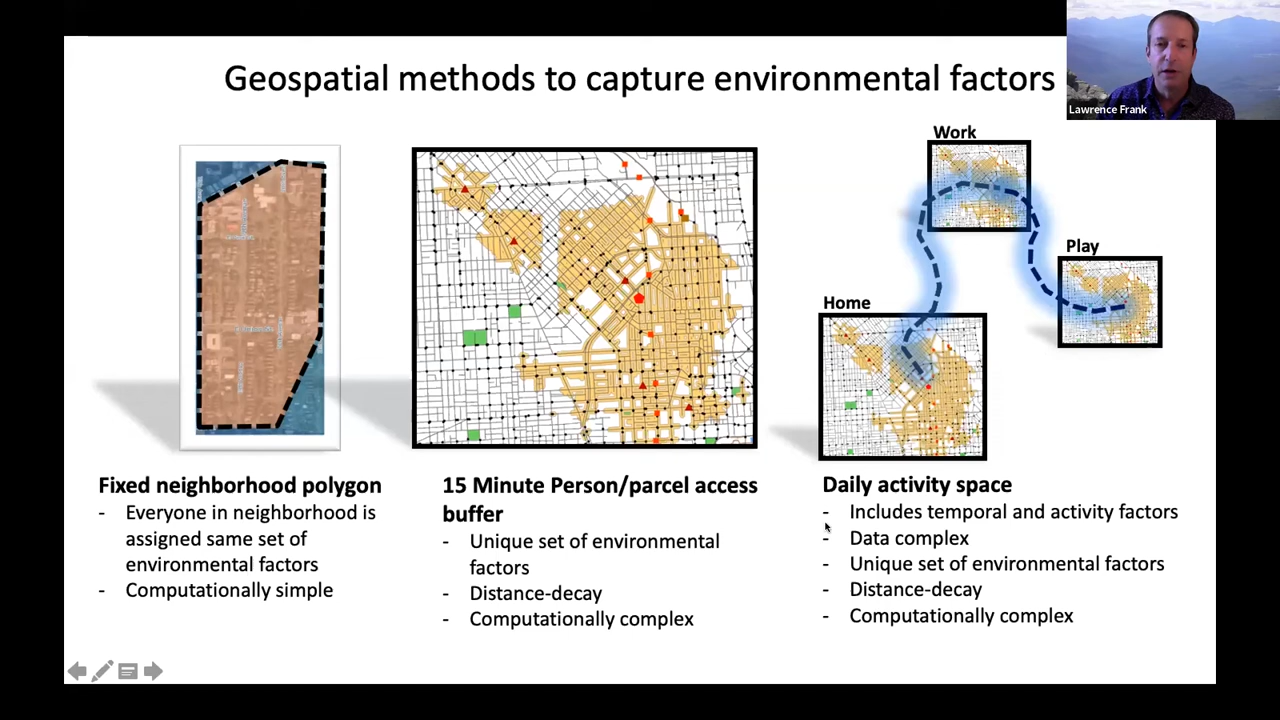 Geospatial methods to capture environmental factors
Lawrence Frank
Work
Play
Home
Fixed neighborhood polygon
- Everyone in neighborhood is
assigned same set of
environmental factors
- Computationally simple
15 Minute Person/parcel access
buffer
- Unique set of environmental
factors
- Distance-decay
- Computationally complex
Daily activity space
- Includes temporal and activity factors
- Data complex
- Unique set of environmental factors
- Distance-decay
- Computationally complex